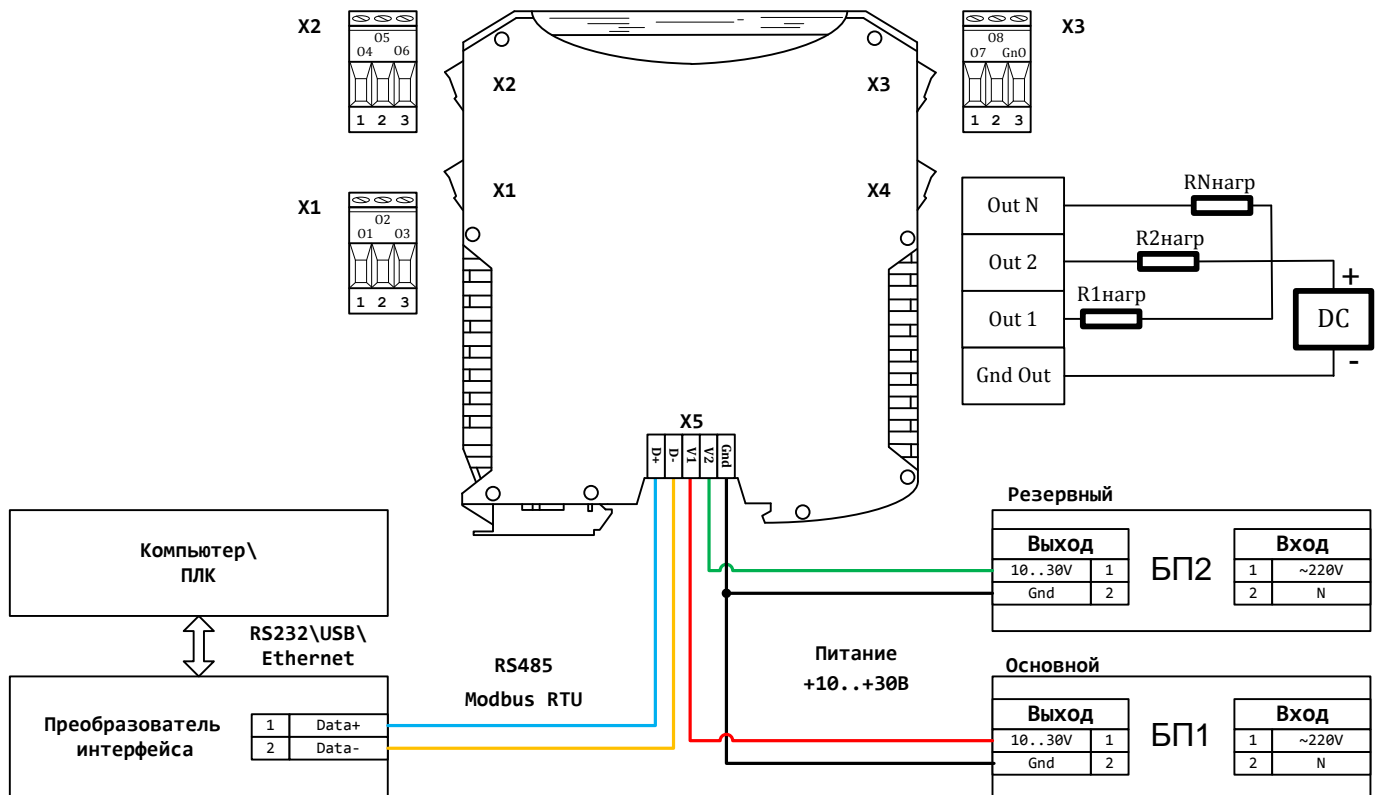 X2
O5
O4 O6
1 2 3
X2
X3
O8
O7 GnO
1 2 3
X3
X1
O2
O1 O3
1 2 3
X1
X4
Out N
Out 2
Out 1
Gnd Out
RNнагр
R2нагр
R1нагр
+
DC
-
X5
D+ D- V1 V2 Gnd
Компьютер\
ПЛК
RS232\USB\
Ethernet
Преобразователь
интерфейса
1 Data+
2 Data-
RS485
Modbus RTU
Питание
+10..+30В
Резервный
Выход
10..30V 1
Gnd 2
БП2
Вход
1 ~220V
2 N
Основной
Выход
10..30V 1
Gnd 2
БП1
Вход
1 ~220V
2 N